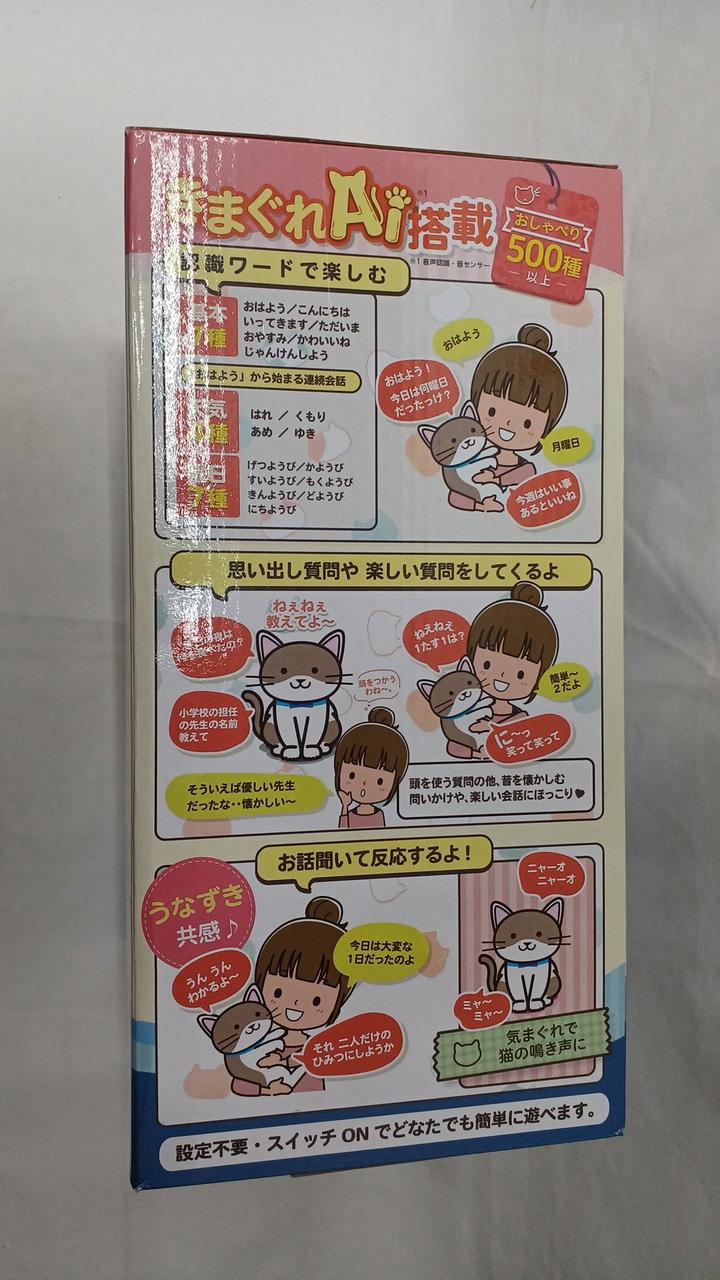 きまぐれAi搭載
※1
※1 音声認識・音センサー
おしゃべり
500種
以上
認識ワードで楽しむ
基本
7種
おはよう／こんにちは
いってきます／ただいま
おやすみ／かわいいね
じゃんけんしよう
「おはよう」から始まる連続会話
天気
4種
はれ ／ くもり
あめ ／ ゆき
曜日
7種
げつようび／かようび
すいようび／もくようび
きんようび／どようび
にちようび
おはよう
おはよう！
今日は何曜日
だったっけ？
月曜日
今週はいい事
あるといいね
思い出し質問や 楽しい質問をしてくるよ
ねぇねぇ
教えてよ～
小学校の担任
の先生の名前
教えて
頭をつかう
わね～。
そういえば優しい先生
だったな‥懐かしい～
ねえねえ
1たす1は？
簡単～
2だよ
に～っ
笑って笑って
頭を使う質問の他、昔を懐かしむ
問いかけや、楽しい会話にほっこり♥
お話聞いて反応するよ！
うなずき
共感♪
うん うん
わかるよ～
今日は大変な
1日だったのよ
それ 二人だけの
ひみつにしようか
ニャーオ
ニャーオ
ミャ～
ミャ～
気まぐれで
猫の鳴き声に
設定不要・スイッチ ON でどなたでも簡単に遊べます。